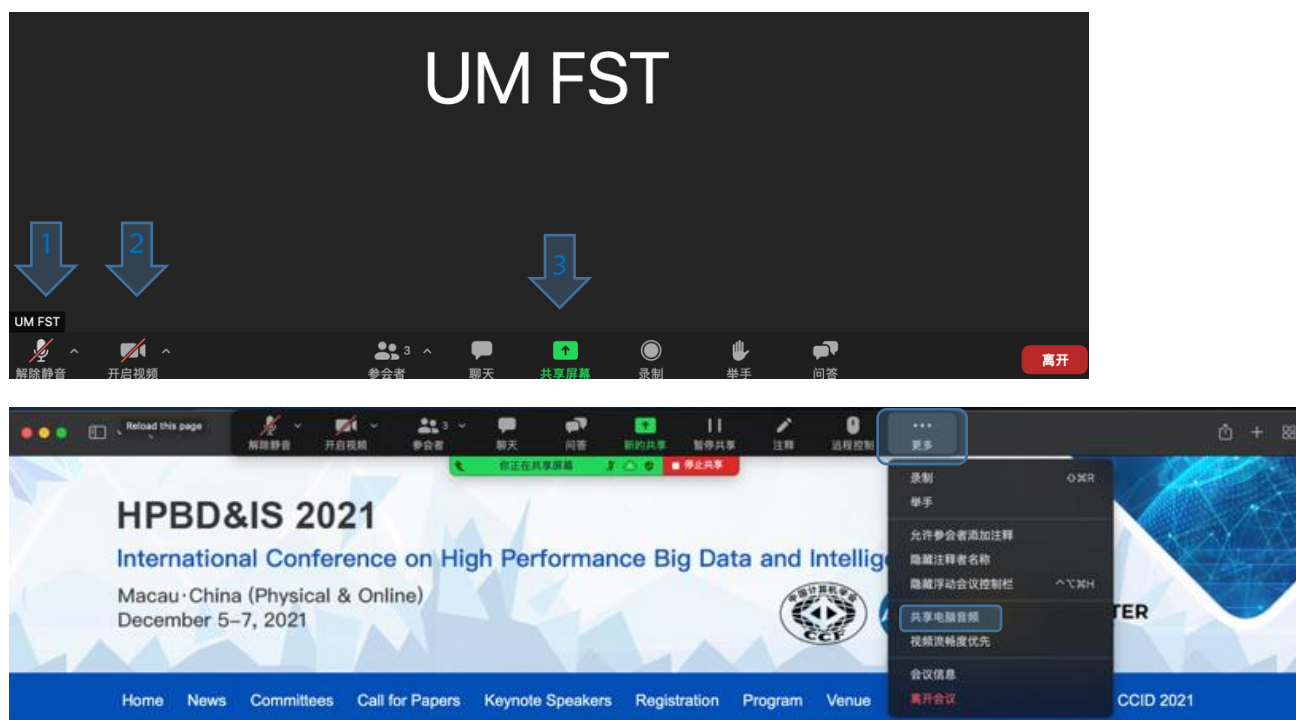 UM FST
1
2
3
UM FST
3
解除静音
开启视频
参会者
聊天
共享屏幕
录制
举手
问答
离开
Reload this page
3
解除静音
开启视频
参会者
聊天
问答
新的共享
暂停共享
注释
远程控制
更多
你正在共享屏幕
停止共享
录制 ⇧⌘R
举手
允许参会者添加注释
隐藏注释者名称
隐藏浮动会议控制栏 ^⌥⌘H
共享电脑音频
视频流畅度优先
会议信息
离开会议
HPBD&IS 2021
International Conference on High Performance Big Data and Intellig
Macau·China (Physical & Online)
December 5–7, 2021
中国计算机学会
CCF
TER
Home News Committees Call for Papers Keynote Speakers Registration Program Venue CCID 2021